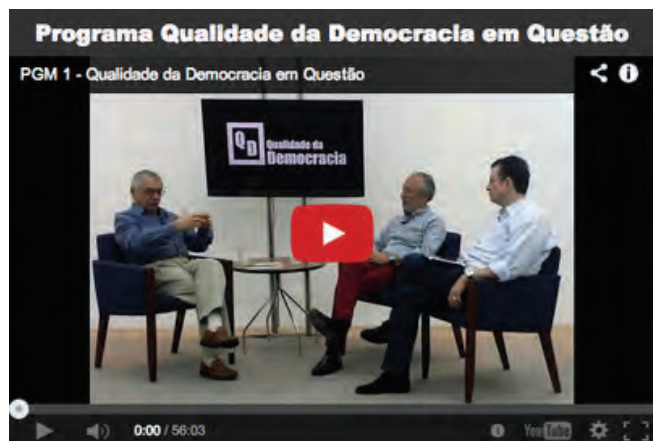 Programa Qualidade da Democracia em Questão
PGM 1 - Qualidade da Democracia em Questão
QD
Qualidade da
Democracia
0:00 / 56:03
YouTube